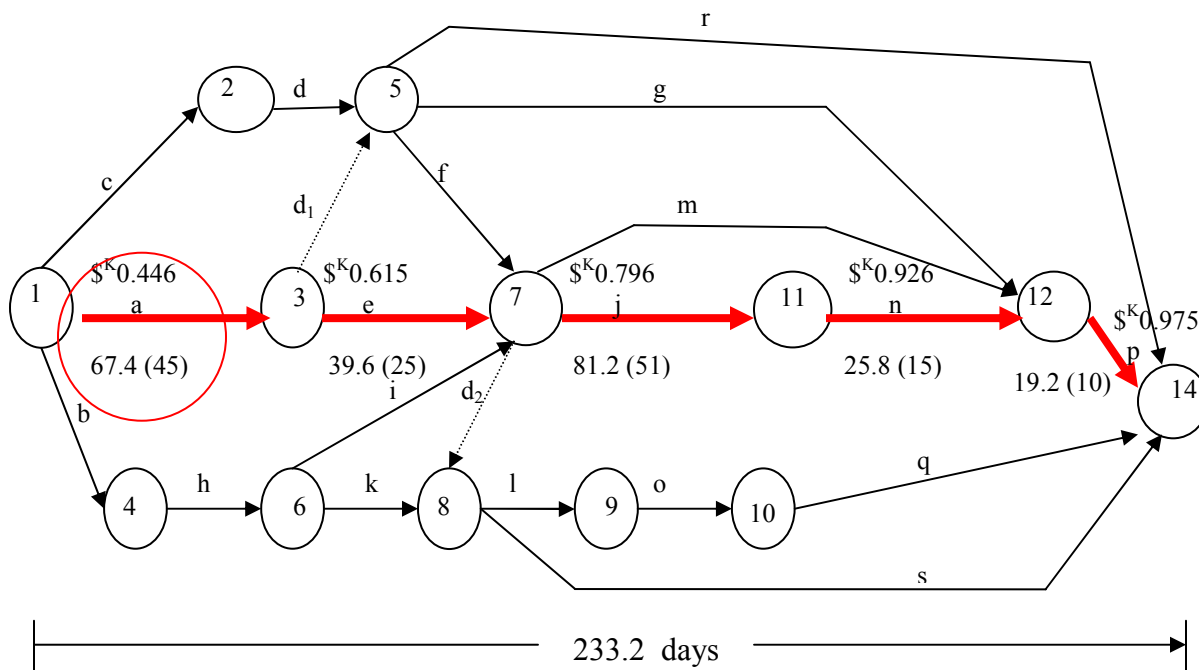 r
2
d
5
g
c
f
d₁
m
$ᴷ0.446
$ᴷ0.615
$ᴷ0.796
$ᴷ0.926
1
a
3
e
7
j
11
n
12
$ᴷ0.975
p
67.4 (45)
39.6 (25)
81.2 (51)
25.8 (15)
19.2 (10)
14
b
i
d₂
q
h
k
l
o
4
6
8
9
10
s
233.2 days